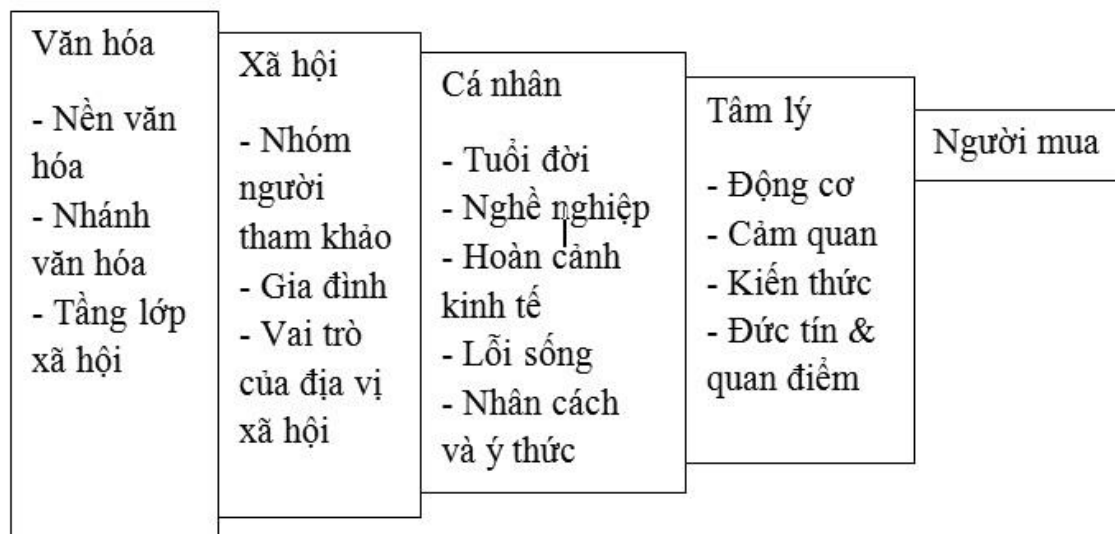 Văn hóa
- Nền văn
hóa
- Nhánh
văn hóa
- Tầng lớp
xã hội
Xã hội
- Nhóm
người
tham khảo
- Gia đình
- Vai trò
của địa vị
xã hội
Cá nhân
- Tuổi đời
- Nghề nghiệp
- Hoàn cảnh
kinh tế
- Lỗi sống
- Nhân cách
và ý thức
Tâm lý
- Động cơ
- Cảm quan
- Kiến thức
- Đức tín &
quan điểm
Người mua